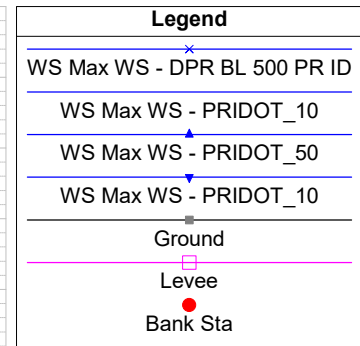 Legend
WS Max WS - DPR BL 500 PR ID
WS Max WS - PRIDOT_10
WS Max WS - PRIDOT_50
WS Max WS - PRIDOT_10
Ground
Levee
Bank Sta